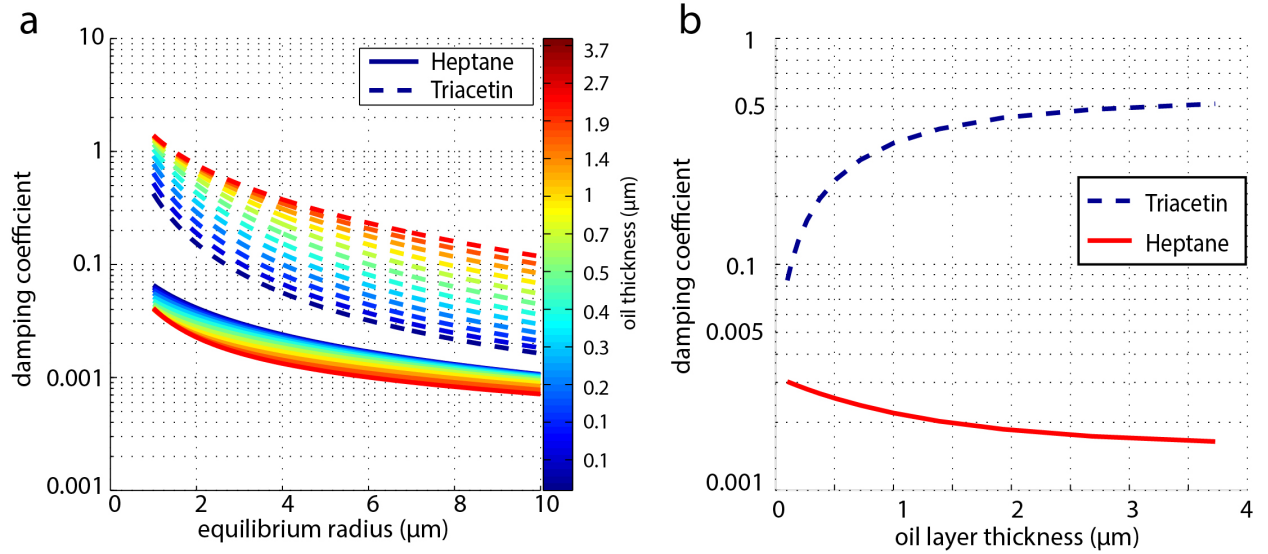 a
10
1
0.1
0.001
0.001
0
2
4
6
8
10
damping coefficient
equilibrium radius (µm)
Heptane
Triacetin
3.7
2.7
1.9
1.4
1
0.7
0.5
0.3
0.2
0.1
0.1
oil thickness (µm)
b
1
0.5
0.1
0.005
0.001
0
1
2
3
4
damping coefficient
oil layer thickness (µm)
Triacetin
Heptane